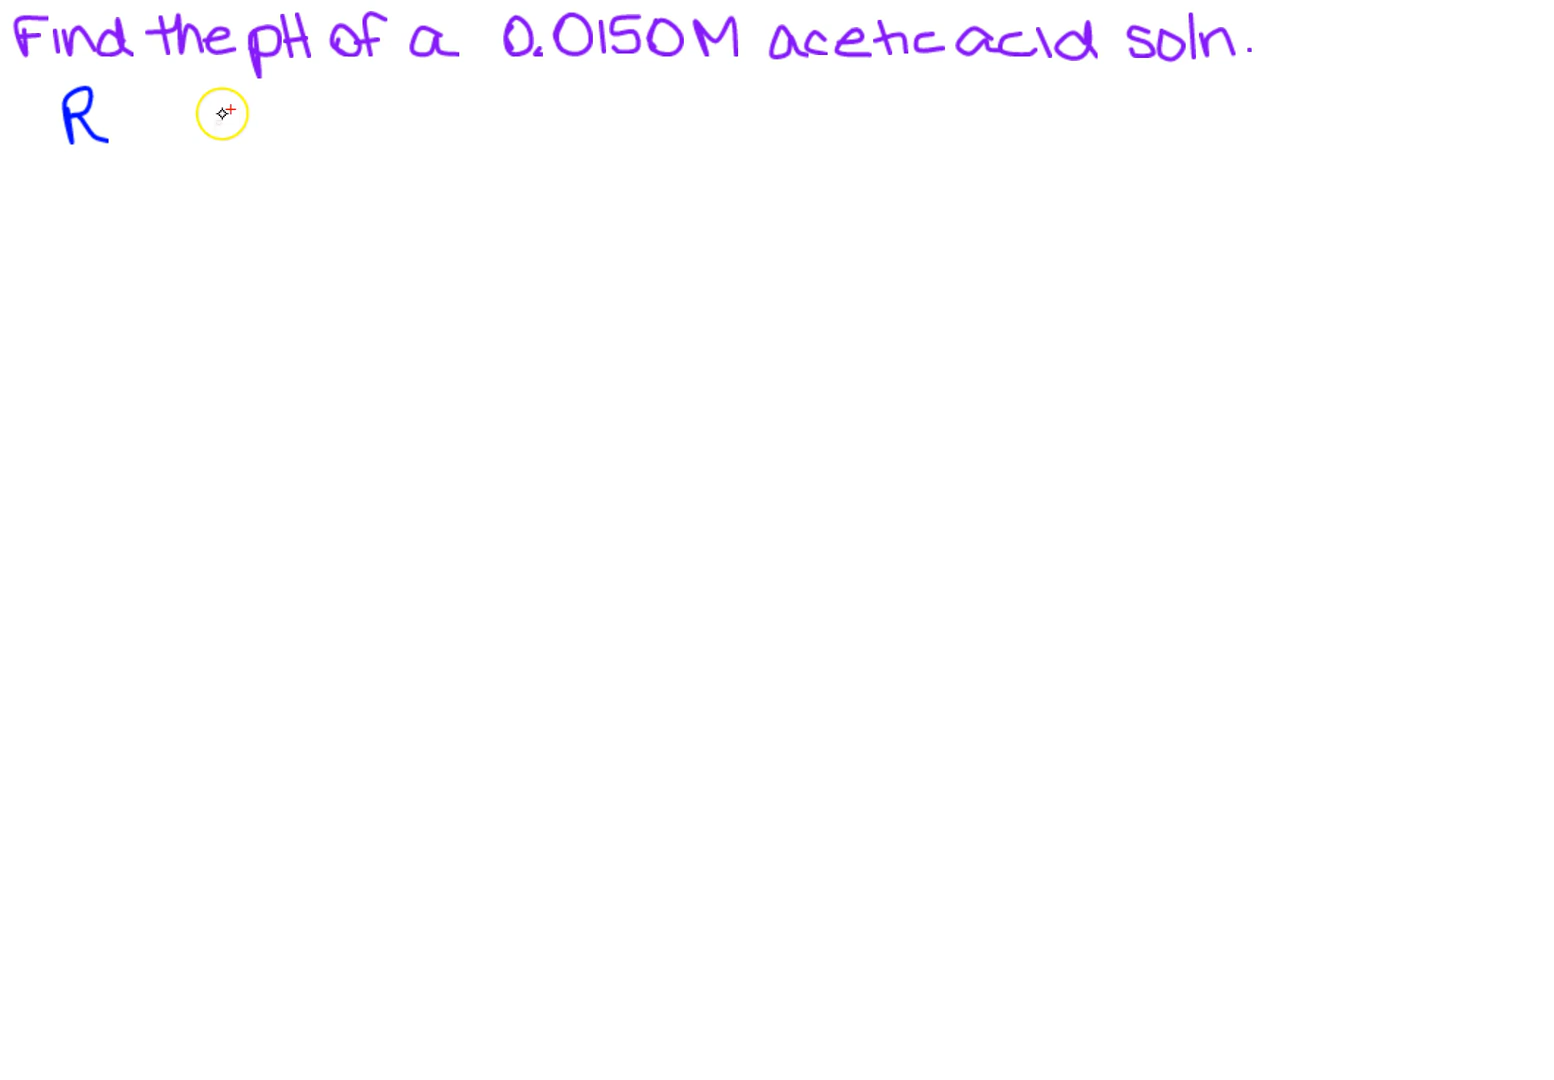 Find the pH of a 0.0150M acetic acid soln.
R